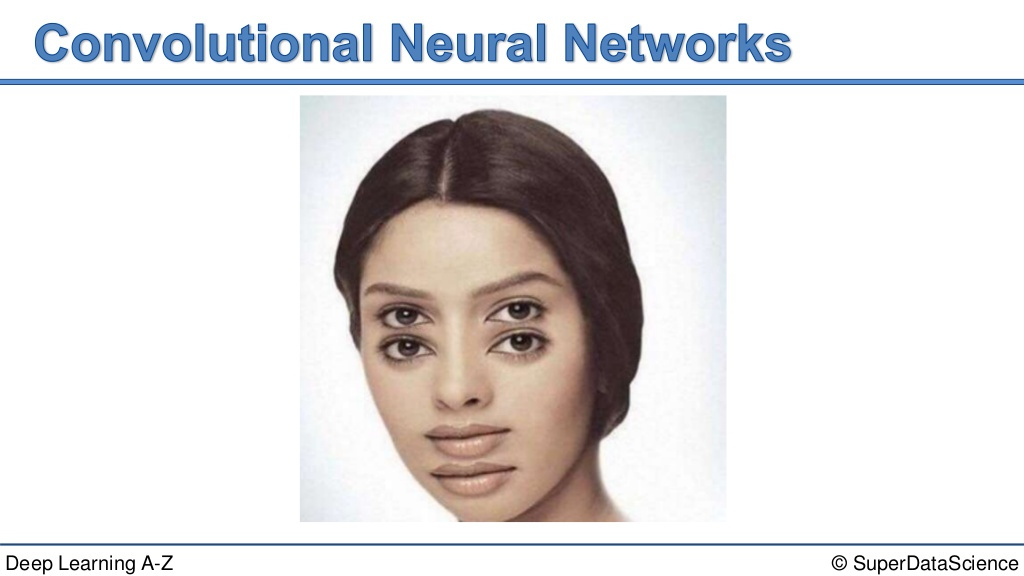 Convolutional Neural Networks
Deep Learning A-Z
© SuperDataScience